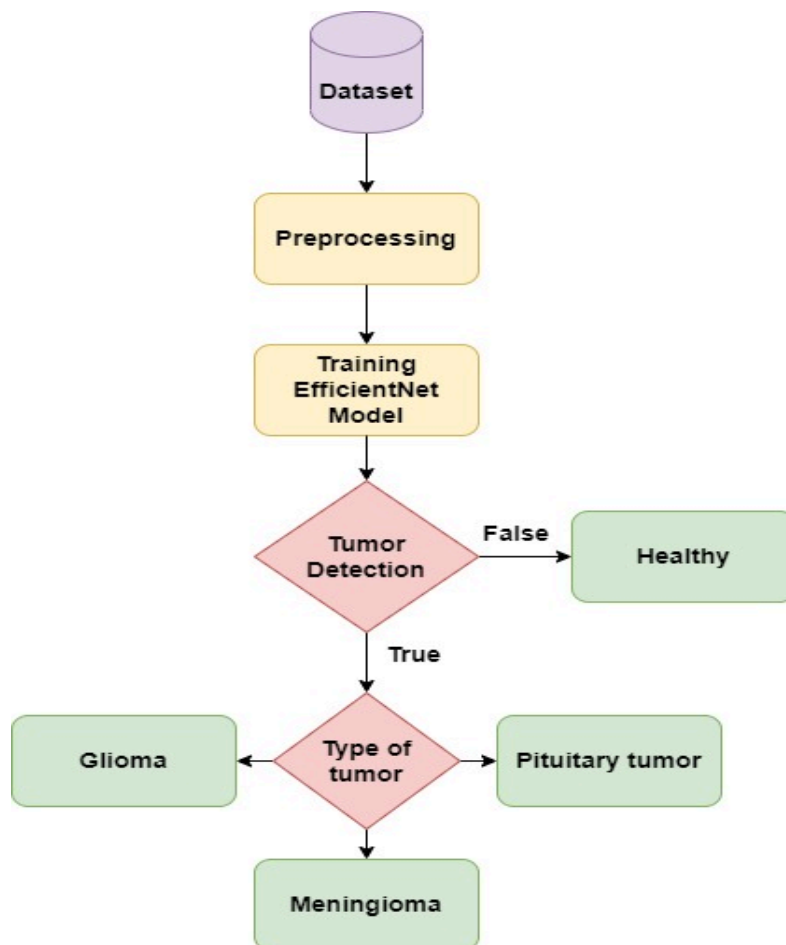 Dataset
Preprocessing
Training
EfficientNet
Model
Tumor
Detection
False
Healthy
True
Glioma
Type of
tumor
Pituitary tumor
Meningioma